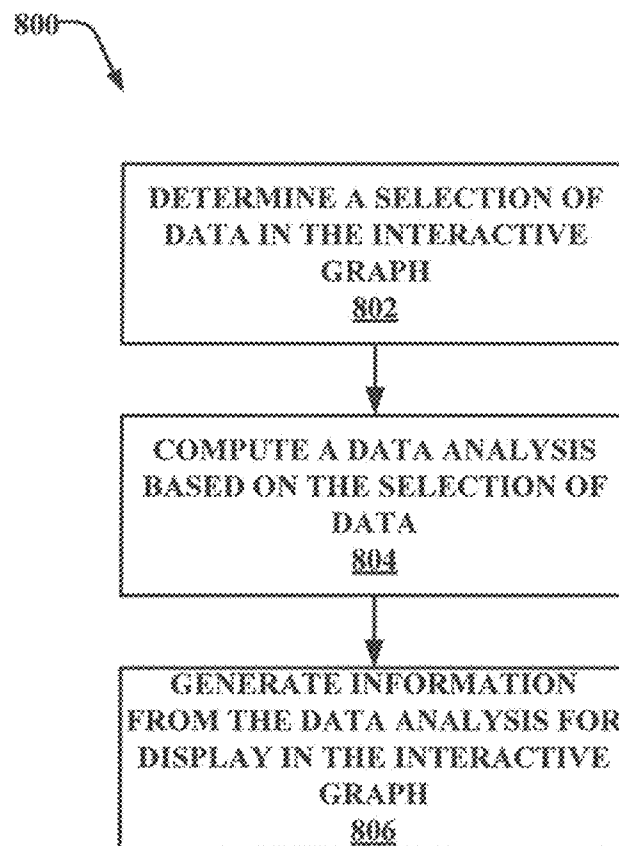 800
DETERMINE A SELECTION OF
DATA IN THE INTERACTIVE
GRAPH
802
COMPUTE A DATA ANALYSIS
BASED ON THE SELECTION OF
DATA
804
GENERATE INFORMATION
FROM THE DATA ANALYSIS FOR
DISPLAY IN THE INTERACTIVE
GRAPH
806